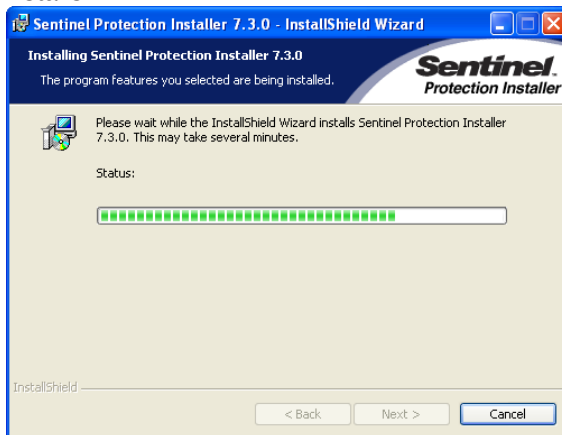 Sentinel Protection Installer 7.3.0 - InstallShield Wizard
Installing Sentinel Protection Installer 7.3.0
The program features you selected are being installed.
Sentinel.
Protection Installer
Please wait while the InstallShield Wizard installs Sentinel Protection Installer
7.3.0. This may take several minutes.
Status:
InstallShield
< Back
Next >
Cancel